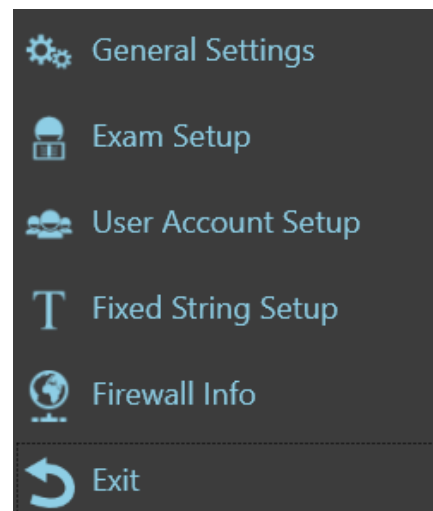 General Settings
Exam Setup
User Account Setup
T Fixed String Setup
Firewall Info
Exit